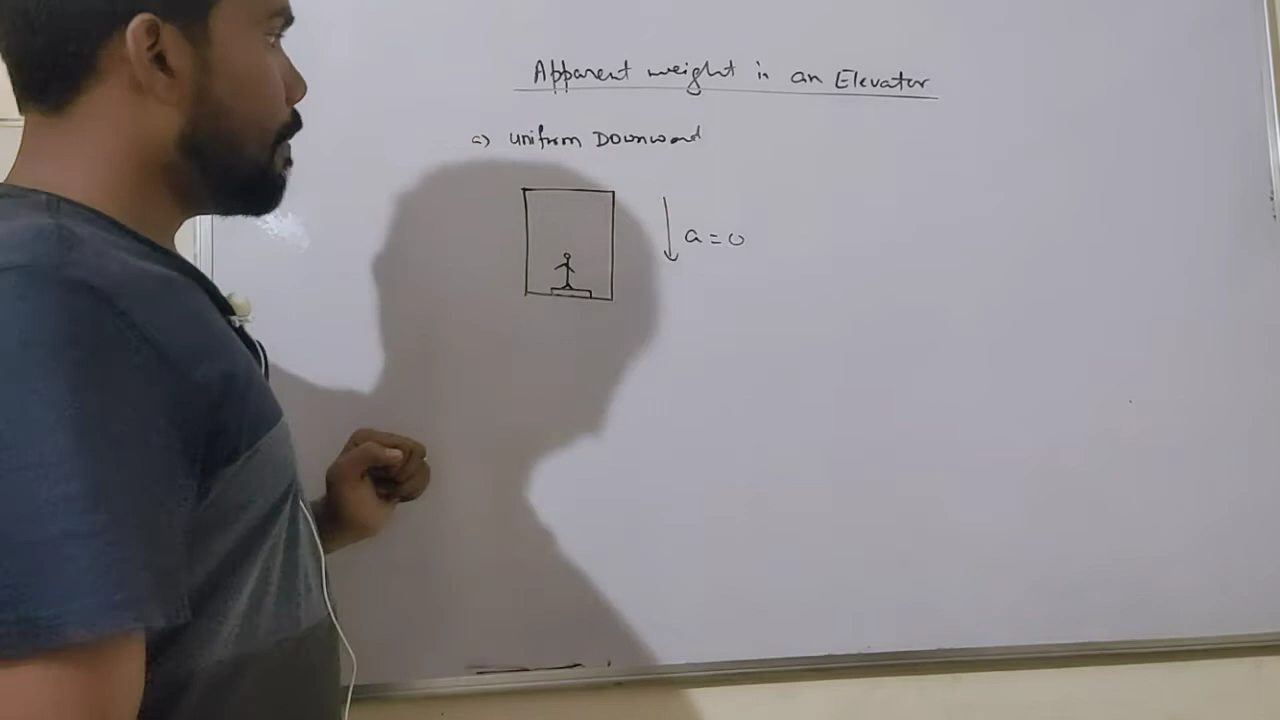 Apparent weight in an Elevator
a) uniform Downward
a = 0